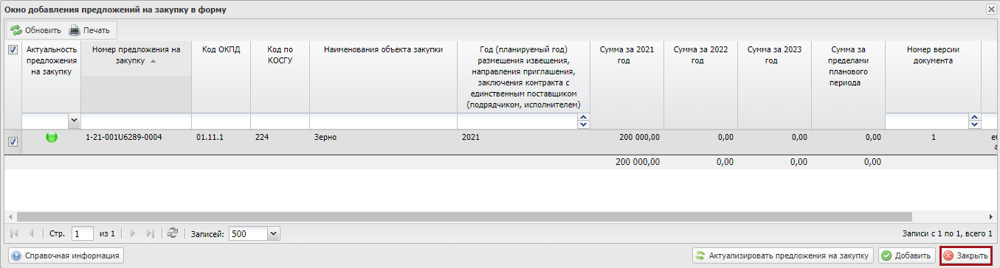 Окно добавления предложений на закупку в форму
Обновить Печать
Актуальность предложения на закупку
Номер предложения на закупку
Код ОКПД
Код по КОСГУ
Наименования объекта закупки
Год (планируемый год) размещения извещения, направления приглашения, заключения контракта с единственным поставщиком (подрядчиком, исполнителем)
Сумма за 2021 год
Сумма за 2022 год
Сумма за 2023 год
Сумма за пределами планового периода
Номер версии документа
1-21-001U6289-0004 01.11.1 224 Зерно 2021 200 000,00 0,00 0,00 0,00 1
200 000,00 0,00 0,00 0,00
Стр. 1 из 1 Записей: 500 Записи с 1 по 1, всего 1
Справочная информация Актуализировать предложения на закупку Добавить Закрыть